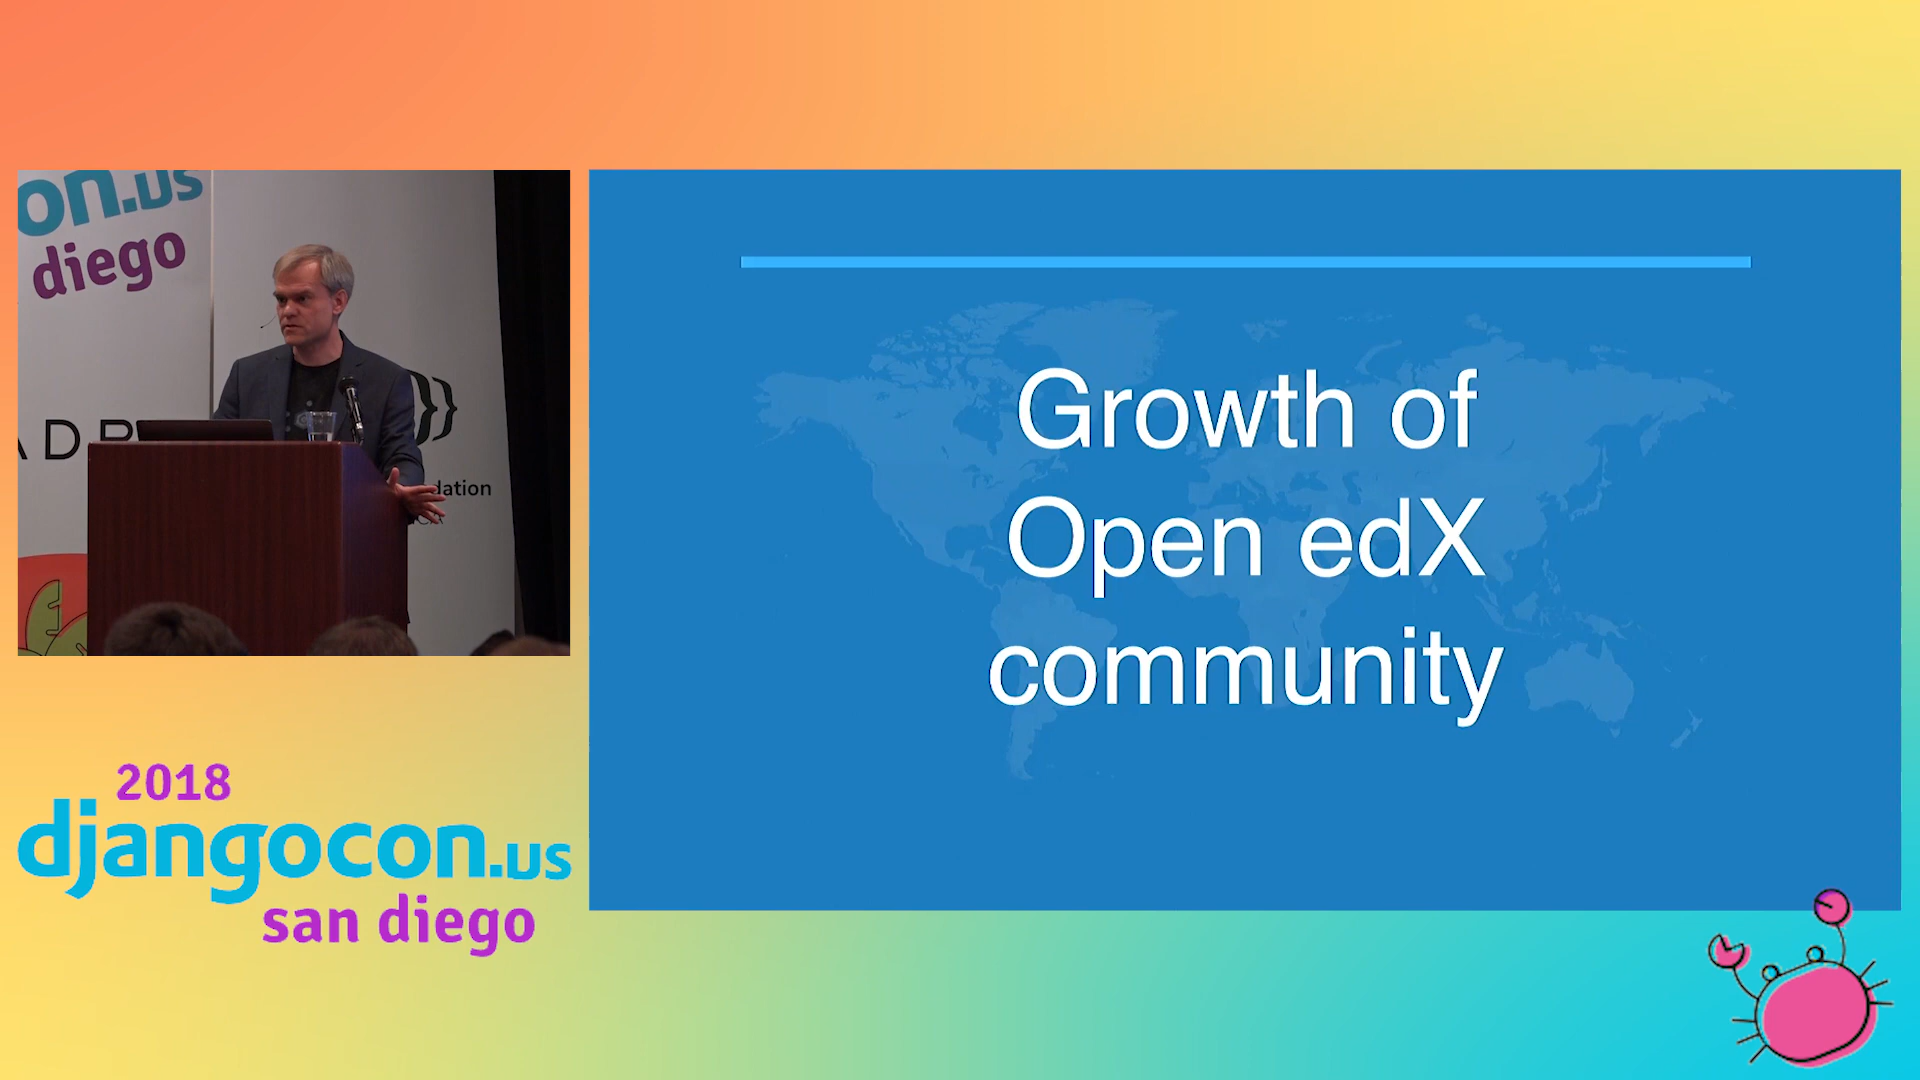 on.us
diego
dation
Growth of
Open edX
community
2018
djangocon.us
san diego